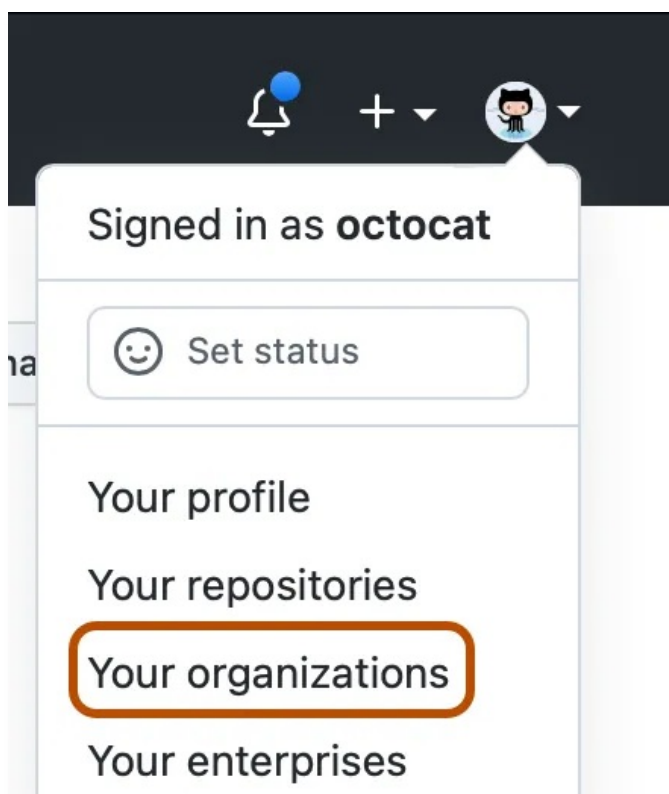 Signed in as octocat
Set status
Your profile
Your repositories
Your organizations
Your enterprises